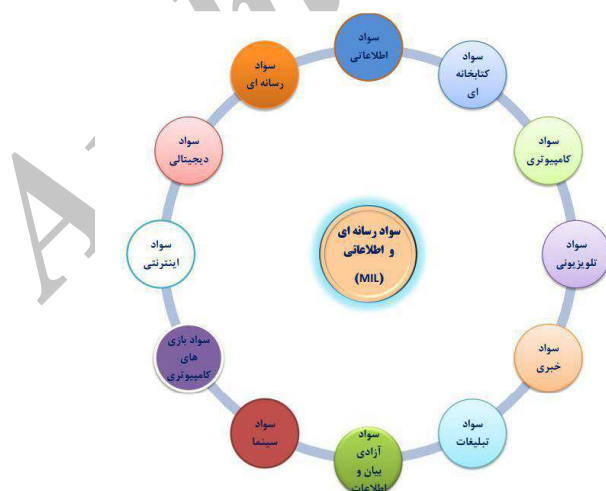 سواد رسانه ای
و اطلاعاتی
(MIL)
سواد
اطلاعاتی
سواد
کتابخانه
ای
سواد
کامپیوتری
سواد
تلویزیونی
سواد
خبری
سواد
تبلیغات
سواد
آزادی
بیان و
اطلاعات
سواد
سینما
سواد بازی
های
کامپیوتری
سواد
اینترنتی
سواد
دیجیتالی
سواد
رسانه ای